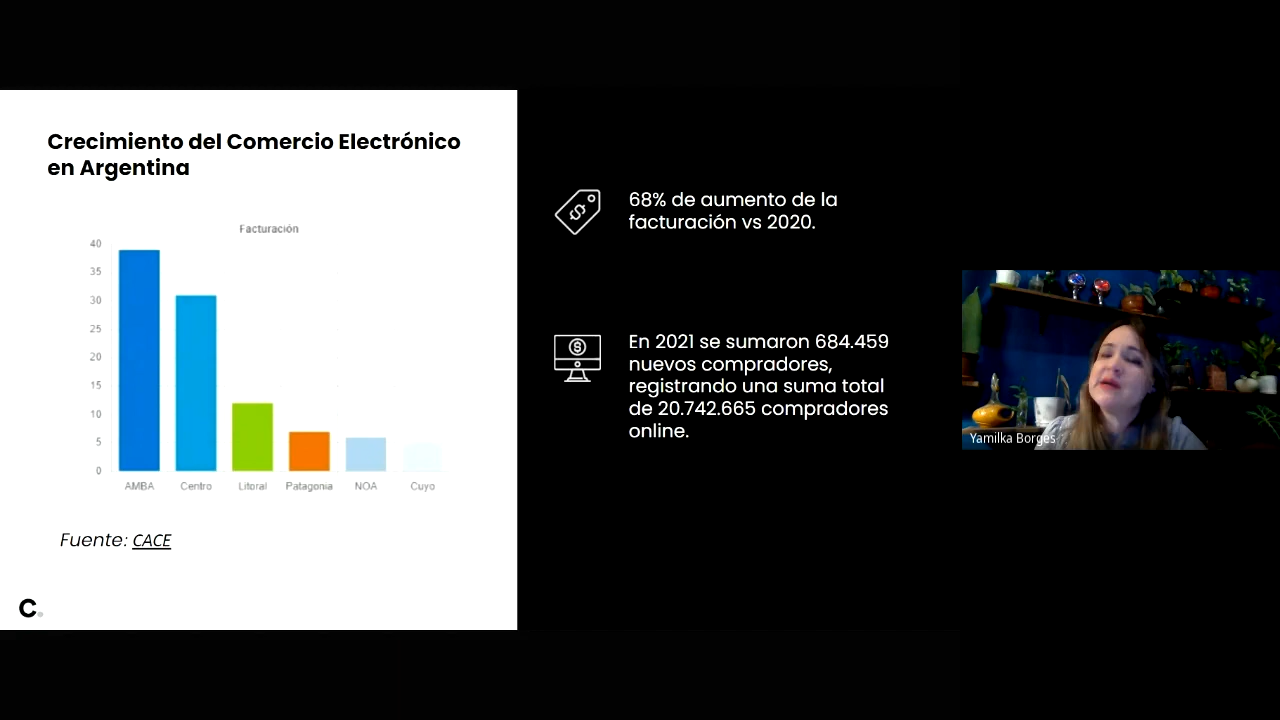 Crecimiento del Comercio Electrónico
en Argentina
Facturación
40
35
30
25
20
15
10
5
0
AMBA Centro Litoral Patagonia NOA Cuyo
Fuente: CACE
C.
68% de aumento de la
facturación vs 2020.
En 2021 se sumaron 684.459
nuevos compradores,
registrando una suma total
de 20.742.665 compradores
online.
Yamilka Borges